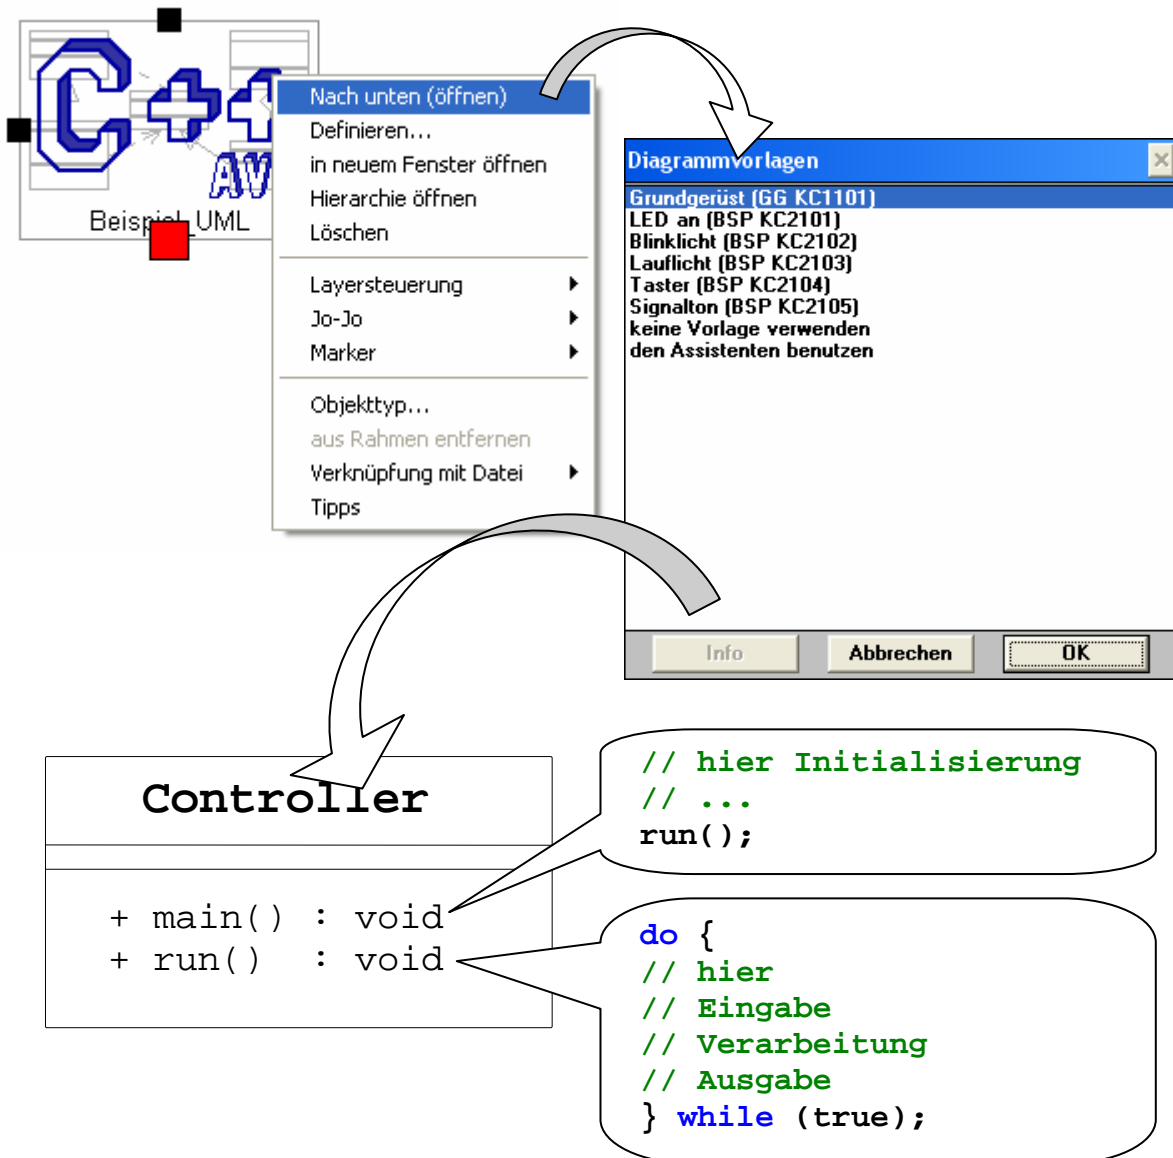 C++
AV
Beispiel_UML
Nach unten (öffnen)
Definieren...
in neuem Fenster öffnen
Hierarchie öffnen
Löschen
Layersteuerung
Jo-Jo
Marker
Objekttyp...
aus Rahmen entfernen
Verknüpfung mit Datei
Tipps
Diagrammvorlagen
Grundgerüst (GG KC1101)
LED an (BSP KC2101)
Blinklicht (BSP KC2102)
Lauflicht (BSP KC2103)
Taster (BSP KC2104)
Signalton (BSP KC2105)
keine Vorlage verwenden
den Assistenten benutzen
Info
Abbrechen
OK
Controller
+ main() : void
+ run()  : void
// hier Initialisierung
// ...
run();
do {
// hier
// Eingabe
// Verarbeitung
// Ausgabe
} while (true);